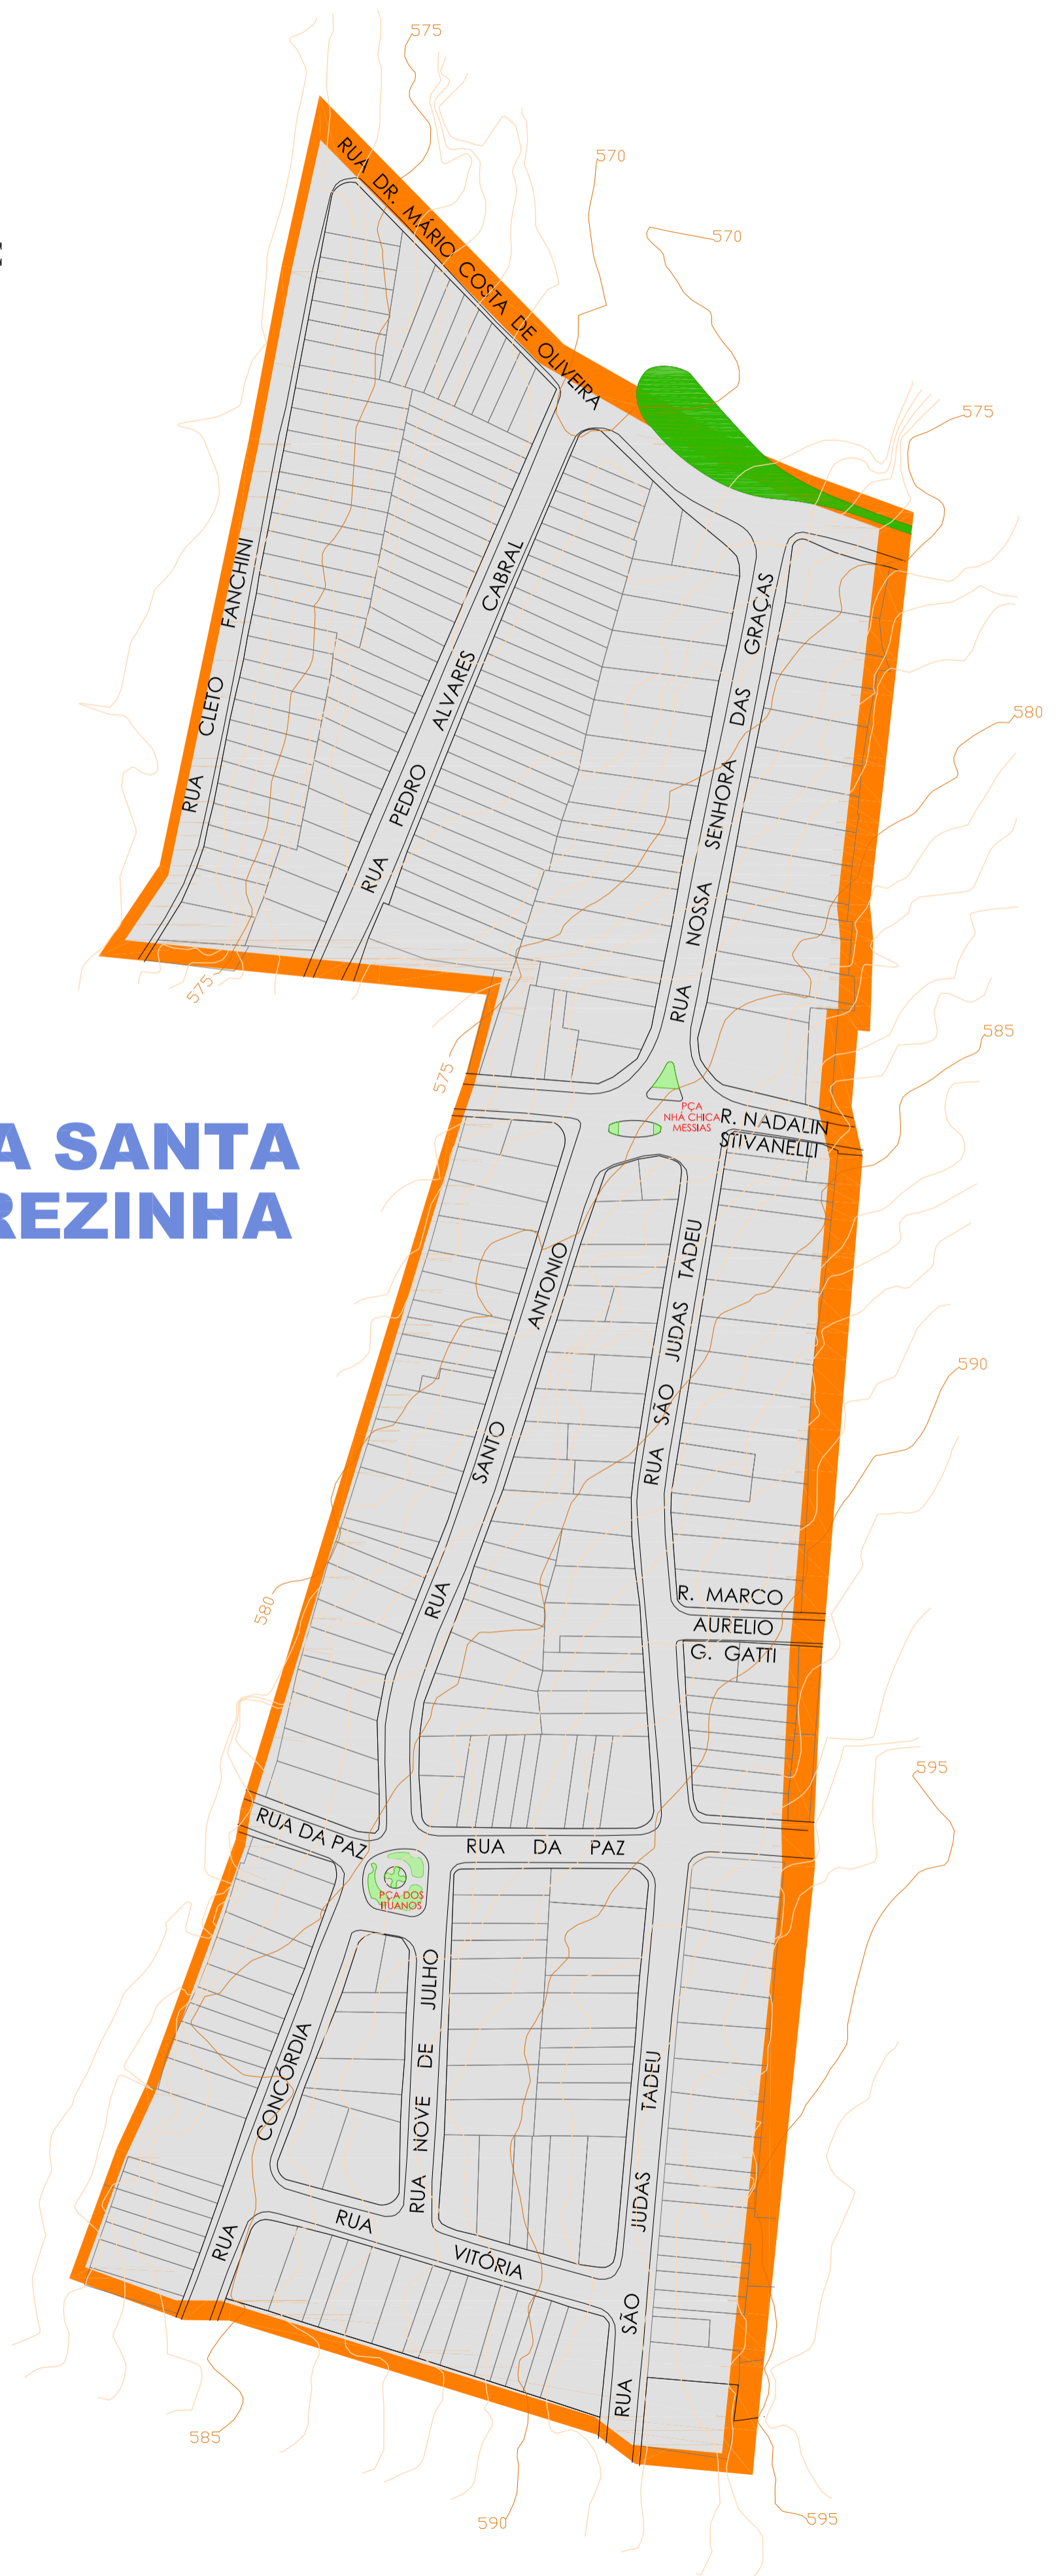 575
570
570
RUA DR. MÁRIO COSTA DE OLIVEIRA
575
RUA CLETO FANCHINI
RUA PEDRO ALVARES CABRAL
RUA NOSSA SENHORA DAS GRAÇAS
580
575
575
585
PÇA
NHÁ CHICA
MESSIAS
R. NADALIN
STIVANELLI
A SANTA
REZINHA
RUA SANTO ANTONIO
RUA SÃO JUDAS TADEU
590
580
R. MARCO
AURELIO
G. GATTI
595
RUA DA PAZ
RUA DA PAZ
PÇA DOS
ITUANOS
RUA CONCÓRDIA
RUA NOVE DE JULHO
RUA VITÓRIA
RUA SÃO JUDAS TADEU
585
590
595